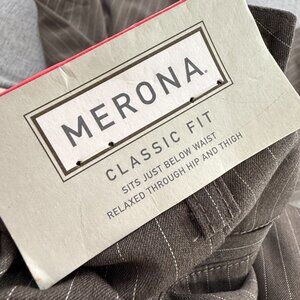 MERONA®
CLASSIC FIT
SITS JUST BELOW WAIST
RELAXED THROUGH HIP AND THIGH